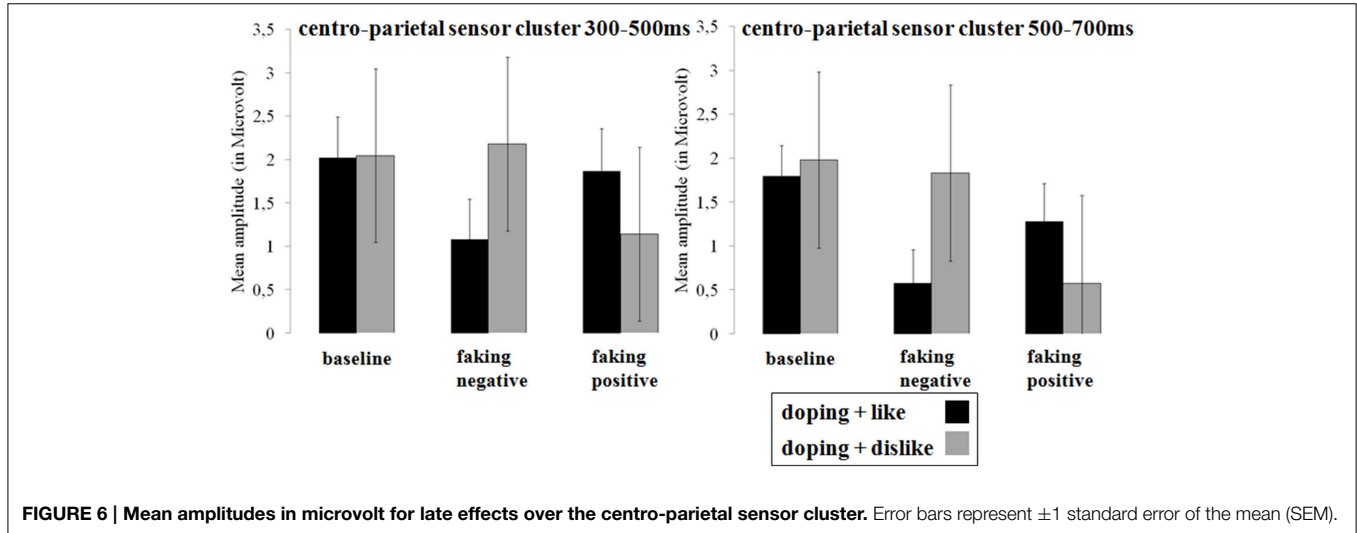 centro-parietal sensor cluster 300-500ms
Mean amplitude (in Microvolt)
3,5
3
2,5
2
1,5
1
0,5
0
baseline
faking negative
faking positive
centro-parietal sensor cluster 500-700ms
Mean amplitude (in Microvolt)
3,5
3
2,5
2
1,5
1
0,5
0
baseline
faking negative
faking positive
doping + like
doping + dislike
FIGURE 6 | Mean amplitudes in microvolt for late effects over the centro-parietal sensor cluster. Error bars represent ±1 standard error of the mean (SEM).